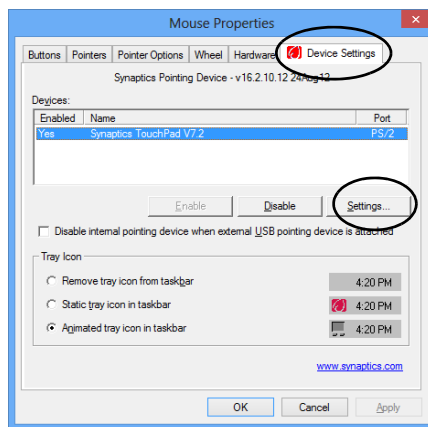 Mouse Properties
Buttons Pointers Pointer Options Wheel Hardware Device Settings
Synaptics Pointing Device - v16.2.10.12 24Aug12
Devices:
Enabled Name Port
Yes Synaptics TouchPad V7.2 PS/2
Enable Disable Settings...
Disable internal pointing device when external USB pointing device is attached
Tray Icon
Remove tray icon from taskbar 4:20 PM
Static tray icon in taskbar 4:20 PM
Animated tray icon in taskbar 4:20 PM
www.synaptics.com
OK Cancel Apply